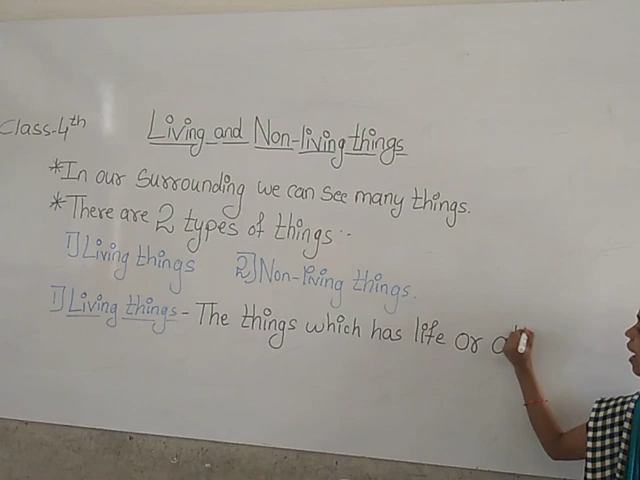 Class-4th
Living and Non-living things
*In our surrounding we can see many things.
*There are 2 types of things:-
1) Living things 2) Non-living things.
1) Living things - The things which has life or